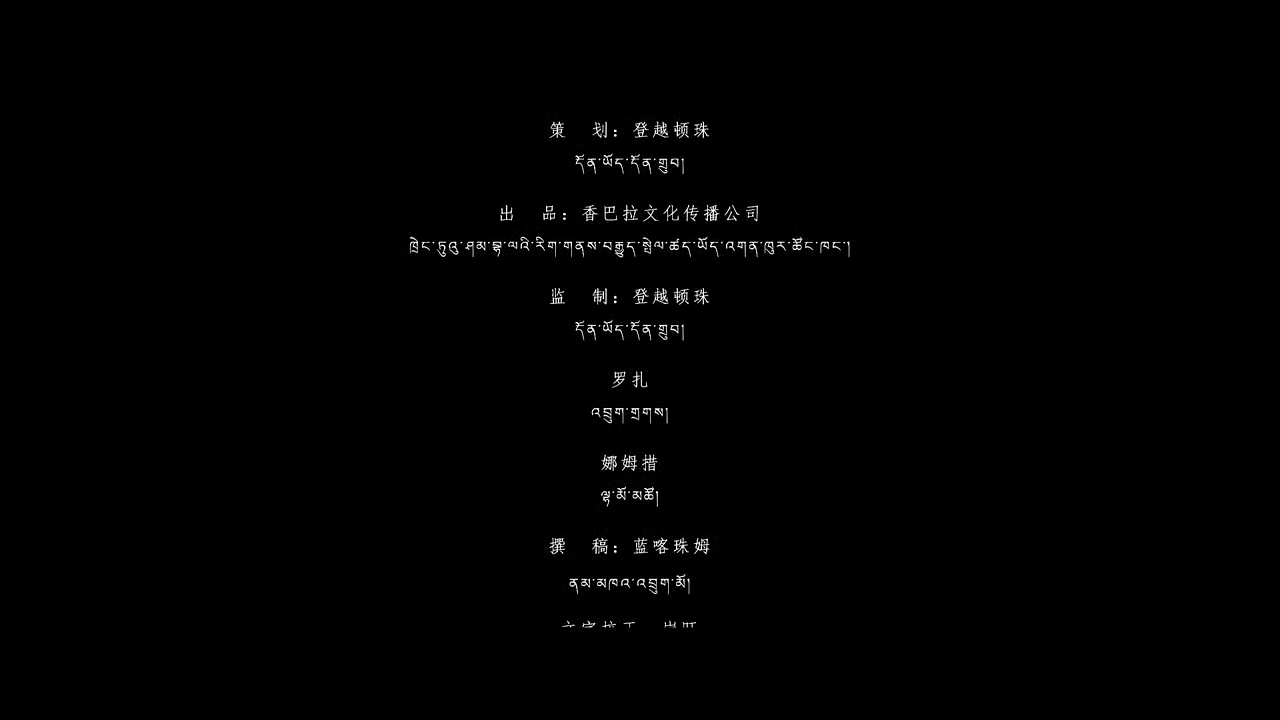 策 划：登越顿珠
དོན་ཡོད་དོན་གྲུབ།
出 品：香巴拉文化传播公司
ཁྲེང་ཏུའུ་ཤམ་བྷ་ལའི་རིག་གནས་བརྒྱུད་སྤེལ་ཚད་ཡོད་འགན་ཁུར་ཚོང་ཁང་།
监 制：登越顿珠
དོན་ཡོད་དོན་གྲུབ།
罗扎
འབྲུག་གྲགས།
娜姆措
ལྷ་མོ་མཚོ།
撰 稿：蓝喀珠姆
ནམ་མཁའ་འབྲུག་མོ།